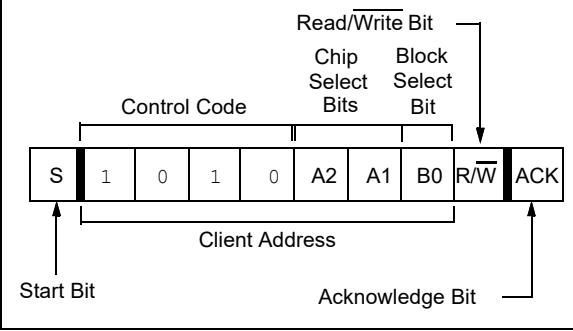 Read/Write Bit
Chip Select Bits
Block Select Bit
Control Code
S 1 0 1 0 A2 A1 B0 R/W ACK
Client Address
Start Bit
Acknowledge Bit